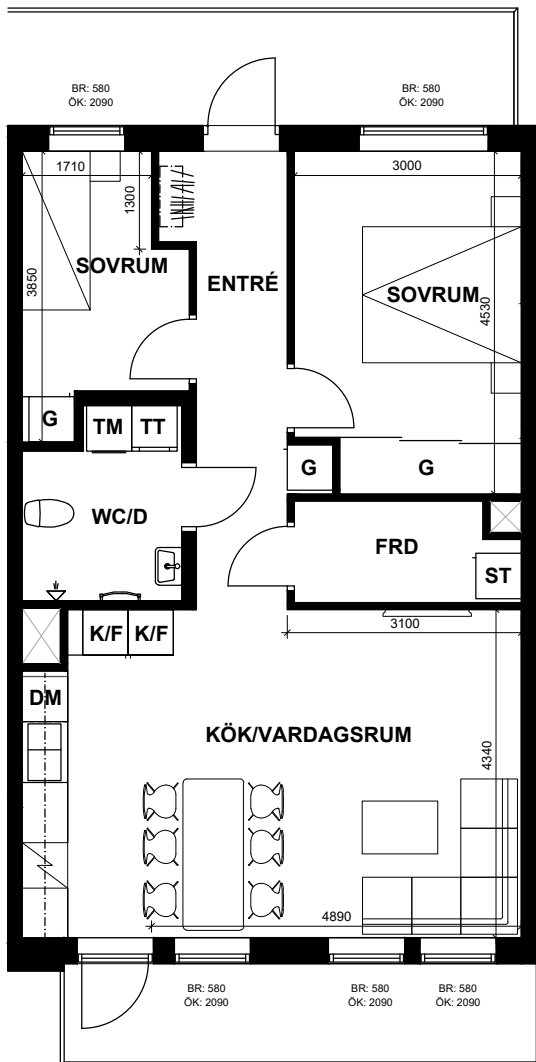 BR: 580
ÖK: 2090
BR: 580
ÖK: 2090
1710
3000
1300
3850
SOVRUM
ENTRÉ
SOVRUM
4530
G
TM
TT
G
G
WC/D
FRD
ST
K/F
K/F
3100
DM
KÖK/VARDAGSRUM
4340
4890
BR: 580
ÖK: 2090
BR: 580
ÖK: 2090
BR: 580
ÖK: 2090